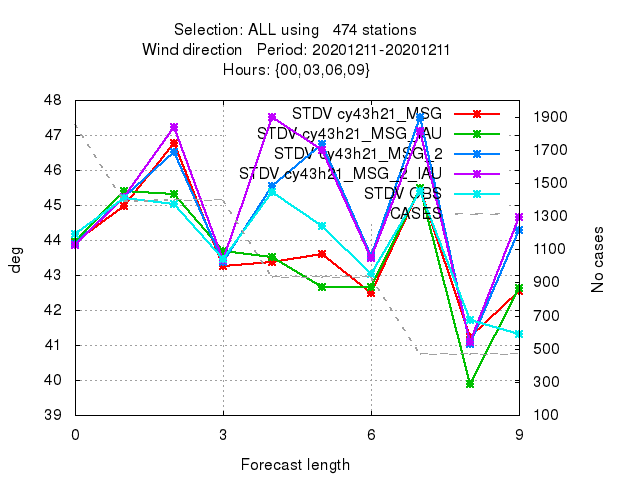 Selection: ALL using 474 stations
Wind direction Period: 20201211-20201211
Hours: {00,03,06,09}
STDV cy43h21_MSG
STDV cy43h21_MSG_IAU
STDV cy43h21_MSG_2
STDV cy43h21_MSG_2_IAU
STDV OBS
CASES
48
47
46
45
44
43
42
41
40
39
deg
1900
1700
1500
1300
1100
900
700
500
300
100
No cases
0 3 6 9
Forecast length